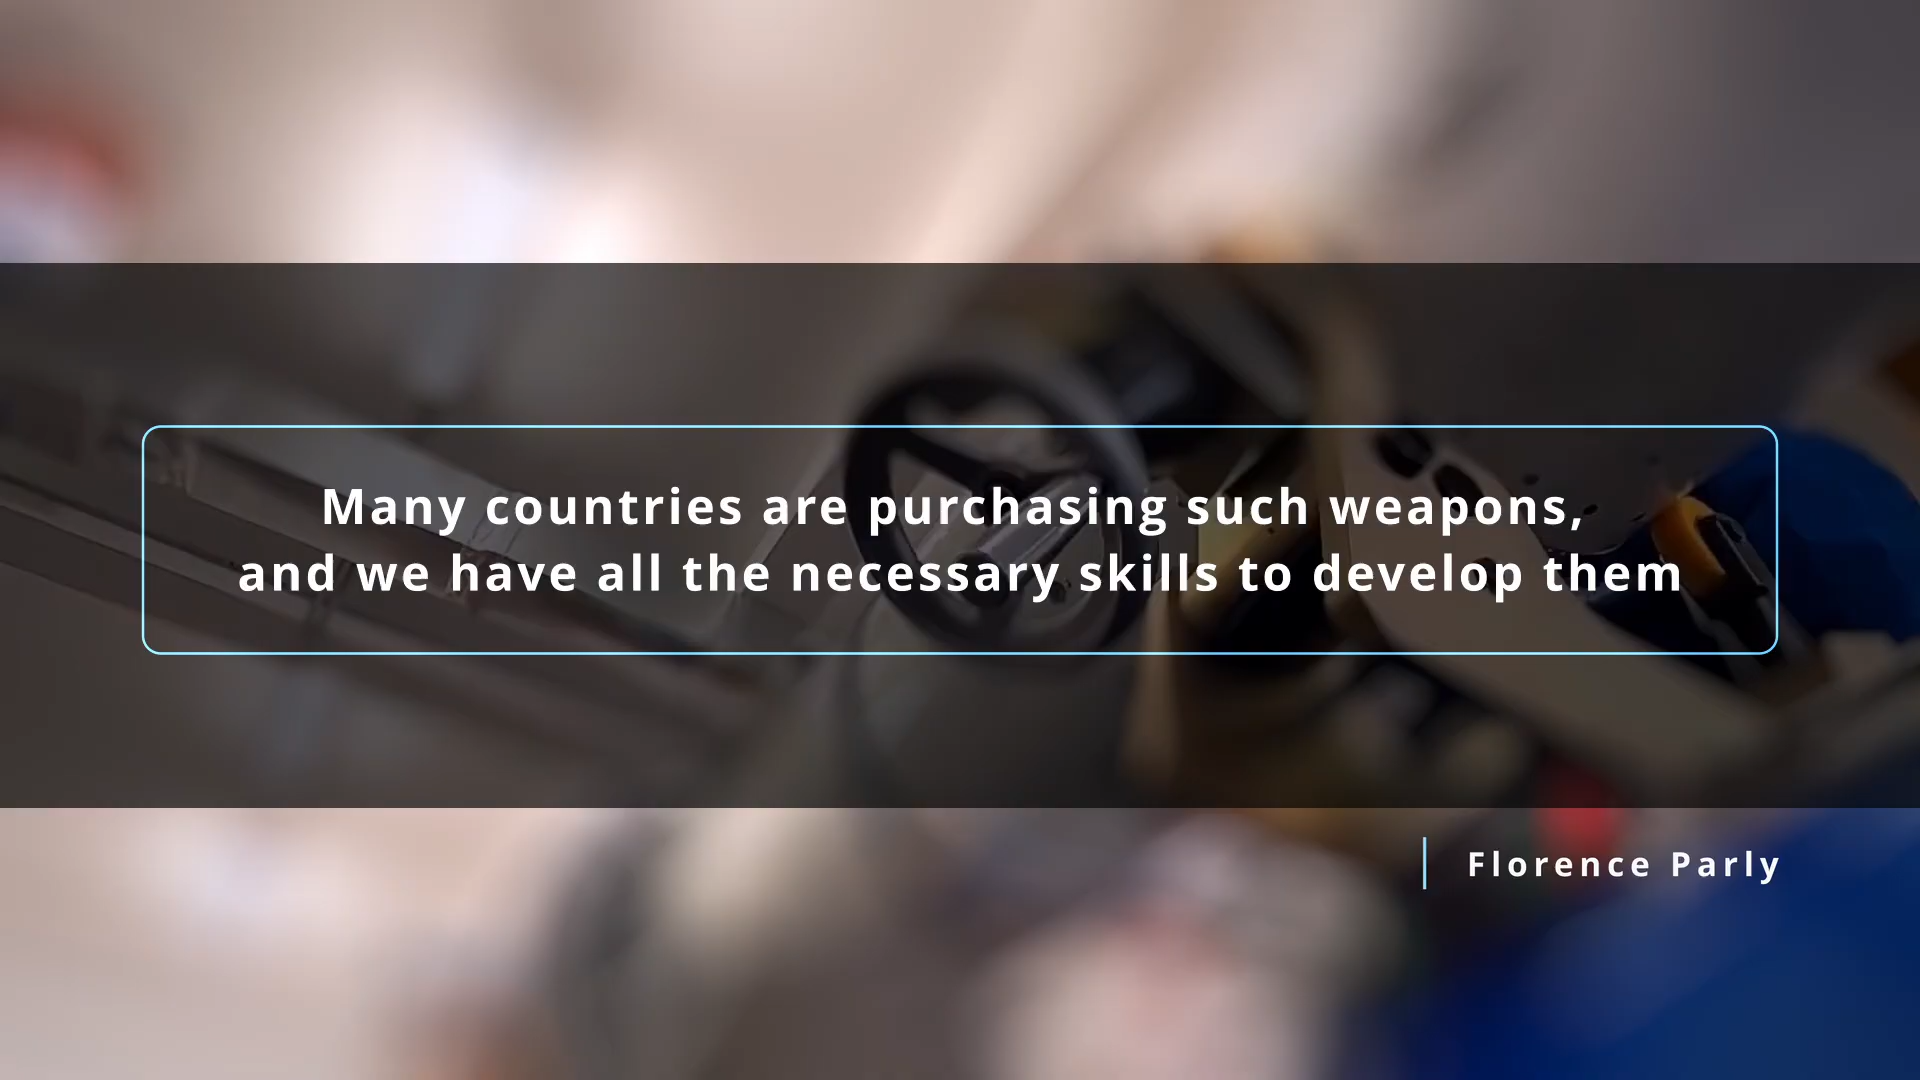 Many countries are purchasing such weapons,
and we have all the necessary skills to develop them
Florence Parly